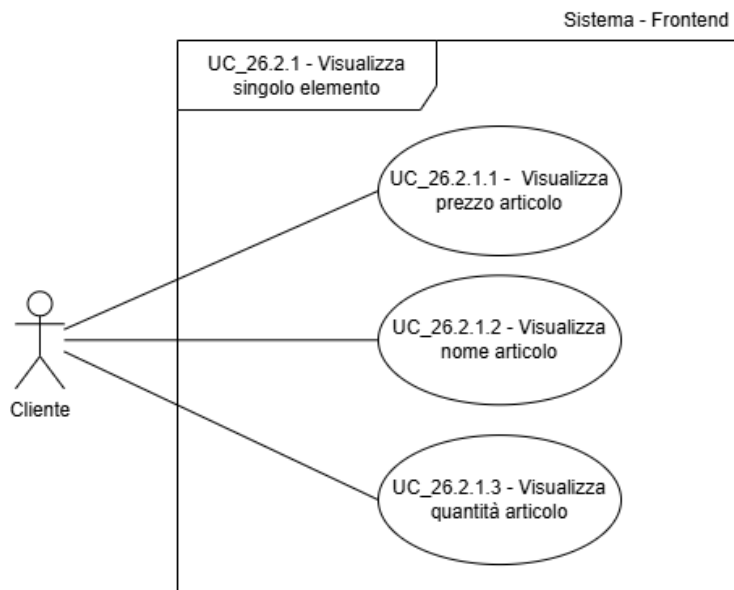 Sistema - Frontend
UC_26.2.1 - Visualizza
singolo elemento
UC_26.2.1.1 - Visualizza
prezzo articolo
UC_26.2.1.2 - Visualizza
nome articolo
Cliente
UC_26.2.1.3 - Visualizza
quantità articolo